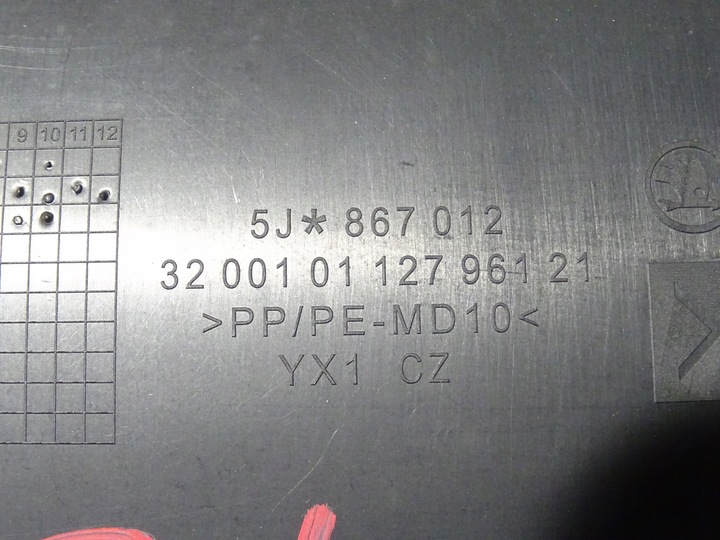 9 10 11 12
5J* 867 012
32 001 01 127 961 21
>PP/PE-MD10<
YX1 CZ